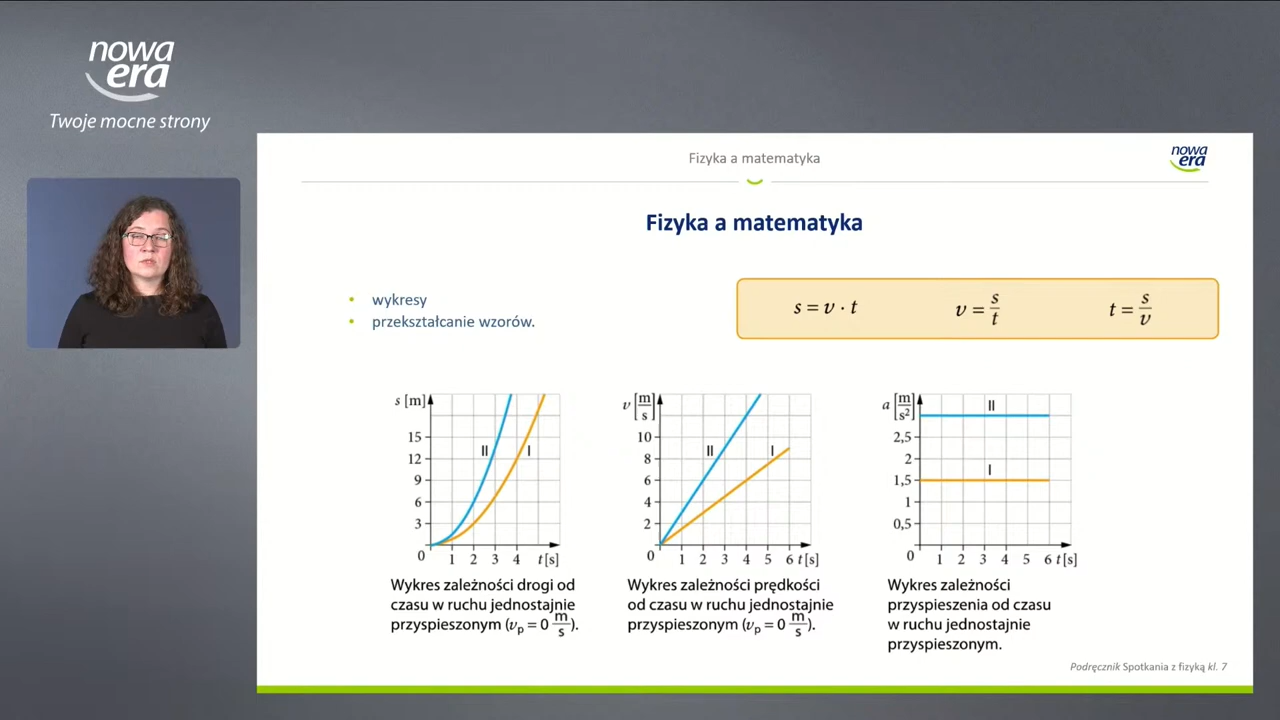 nowa
era
Twoje mocne strony
Fizyka a matematyka
nowa
era
Fizyka a matematyka
• wykresy
• przekształcanie wzorów.
s = v · t
v = s/t
t = s/v
s [m]
15
12
9
6
3
0
1 2 3 4 t [s]
II
I
Wykres zależności drogi od
czasu w ruchu jednostajnie
przyspieszonym (vp = 0 m/s).
v [m/s]
10
8
6
4
2
0
1 2 3 4 5 6 t [s]
II
I
Wykres zależności prędkości
od czasu w ruchu jednostajnie
przyspieszonym (vp = 0 m/s).
a [m/s²]
2,5
2
1,5
1
0,5
0
1 2 3 4 5 6 t [s]
II
I
Wykres zależności
przyspieszenia od czasu
w ruchu jednostajnie
przyspieszonym.
Podręcznik Spotkania z fizyką kl. 7